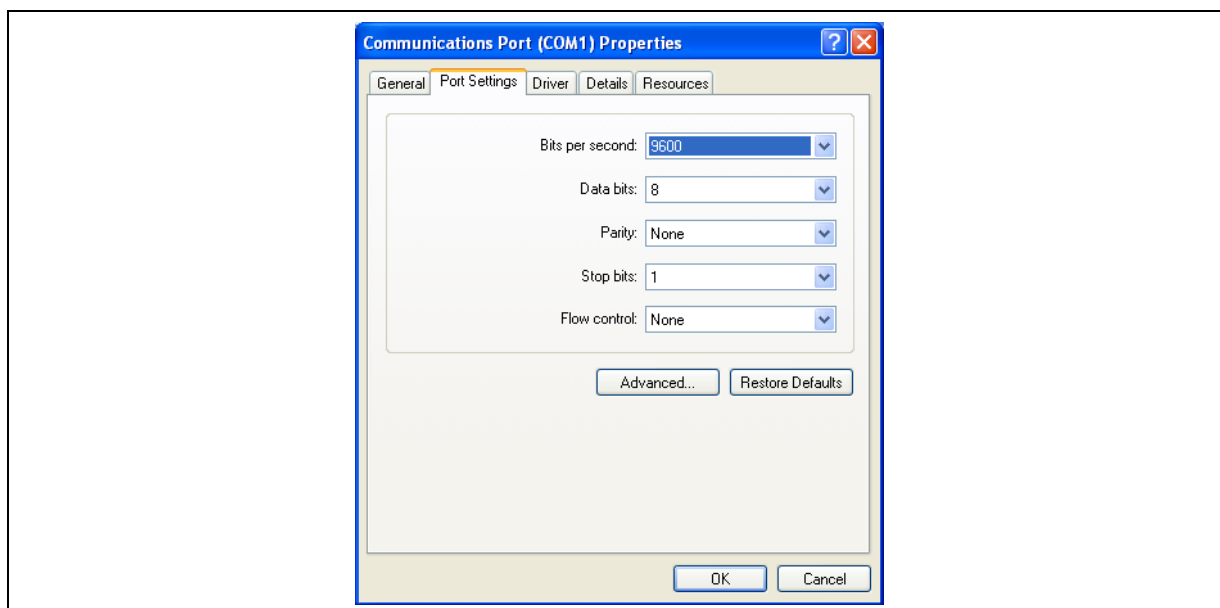 Communications Port (COM1) Properties
General Port Settings Driver Details Resources
Bits per second: 9600
Data bits: 8
Parity: None
Stop bits: 1
Flow control: None
Advanced... Restore Defaults
OK Cancel